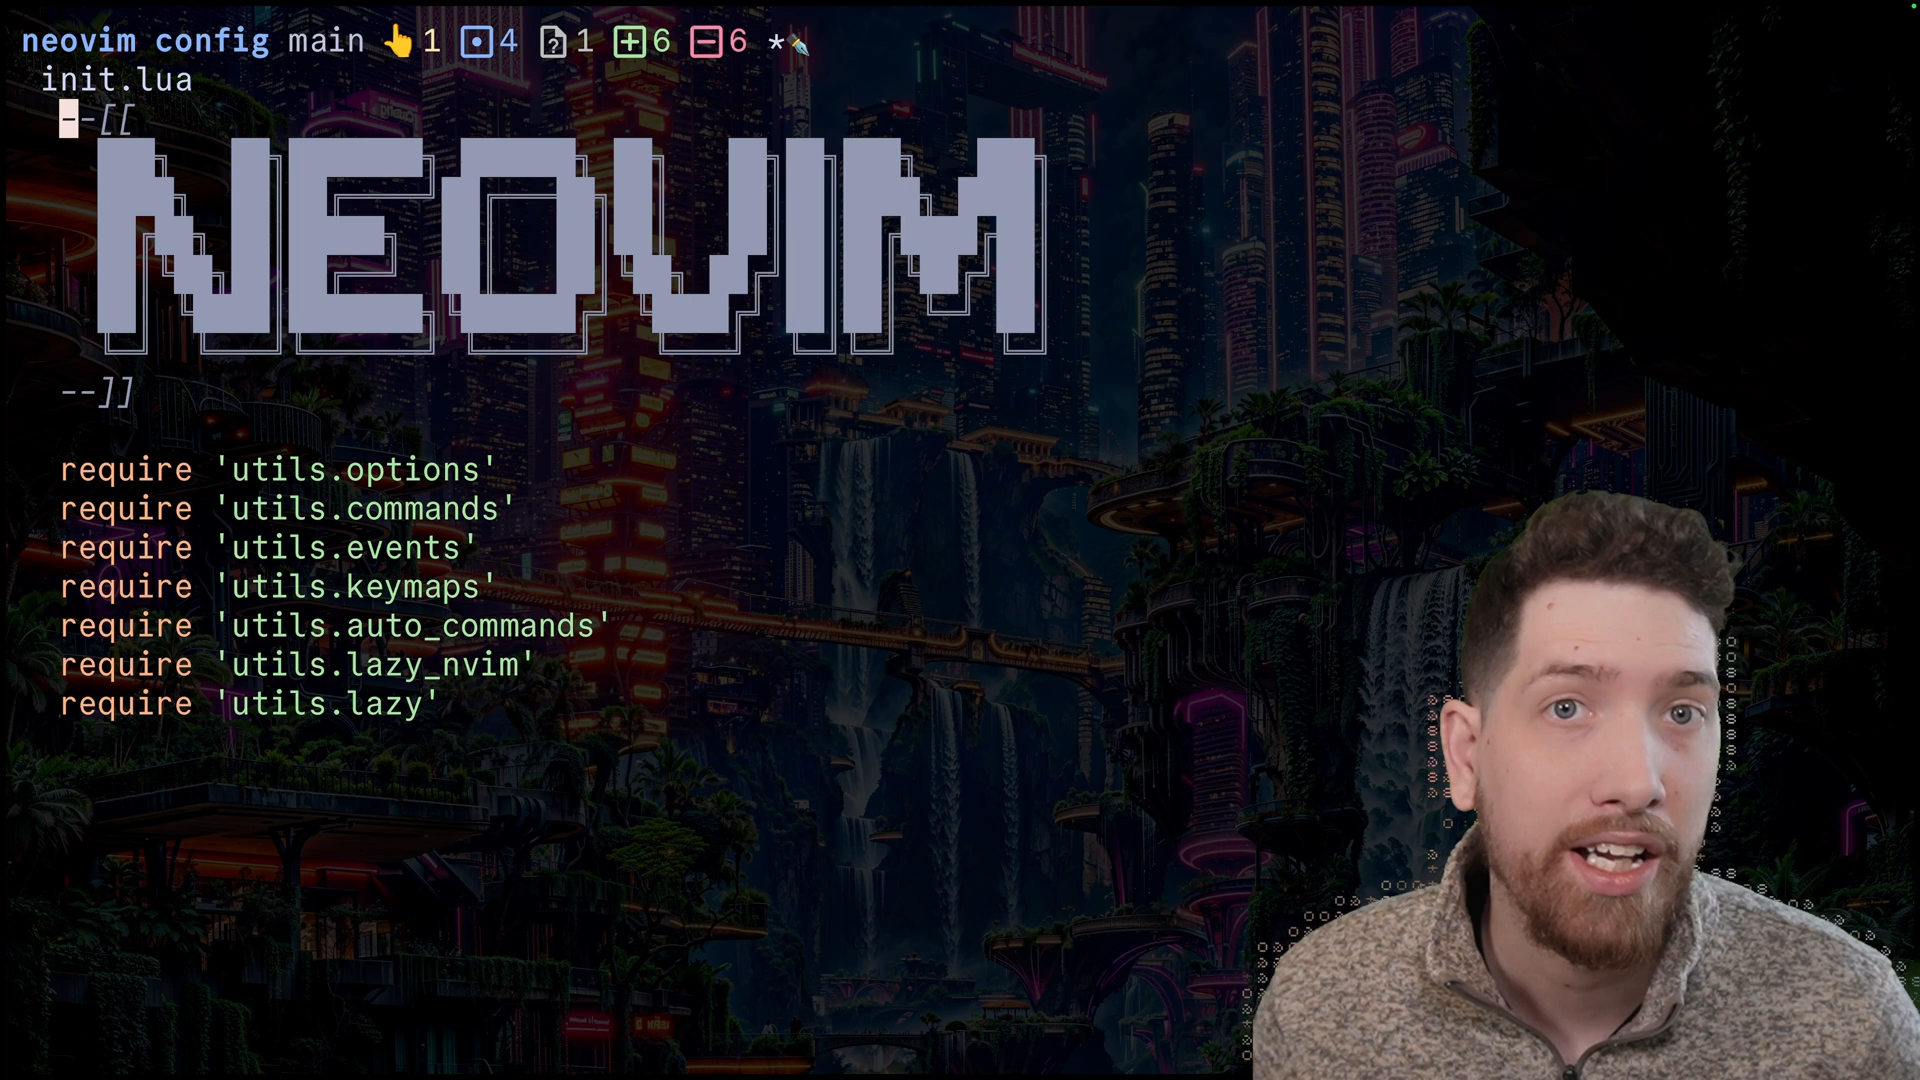 neovim config main 👆1 4 1 6 6 *✒️
init.lua
--[[
NEOVIM
--]]
require 'utils.options'
require 'utils.commands'
require 'utils.events'
require 'utils.keymaps'
require 'utils.auto_commands'
require 'utils.lazy_nvim'
require 'utils.lazy'